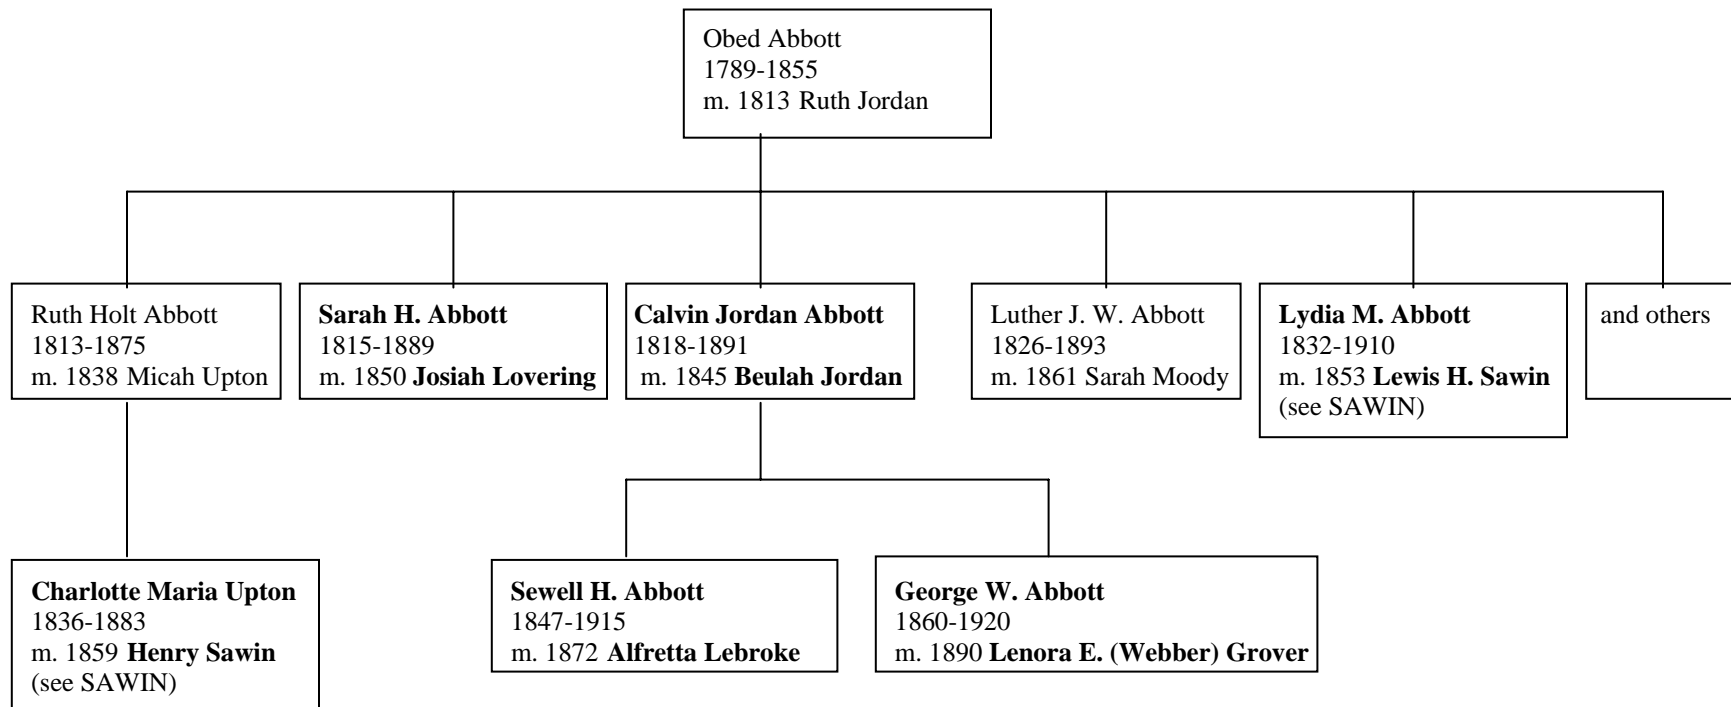 Obed Abbott
1789-1855
m. 1813 Ruth Jordan
Ruth Holt Abbott
1813-1875
m. 1838 Micah Upton
Sarah H. Abbott
1815-1889
m. 1850 Josiah Lovering
Calvin Jordan Abbott
1818-1891
m. 1845 Beulah Jordan
Luther J. W. Abbott
1826-1893
m. 1861 Sarah Moody
Lydia M. Abbott
1832-1910
m. 1853 Lewis H. Sawin
(see SAWIN)
and others
Charlotte Maria Upton
1836-1883
m. 1859 Henry Sawin
(see SAWIN)
Sewell H. Abbott
1847-1915
m. 1872 Alfretta Lebroke
George W. Abbott
1860-1920
m. 1890 Lenora E. (Webber) Grover